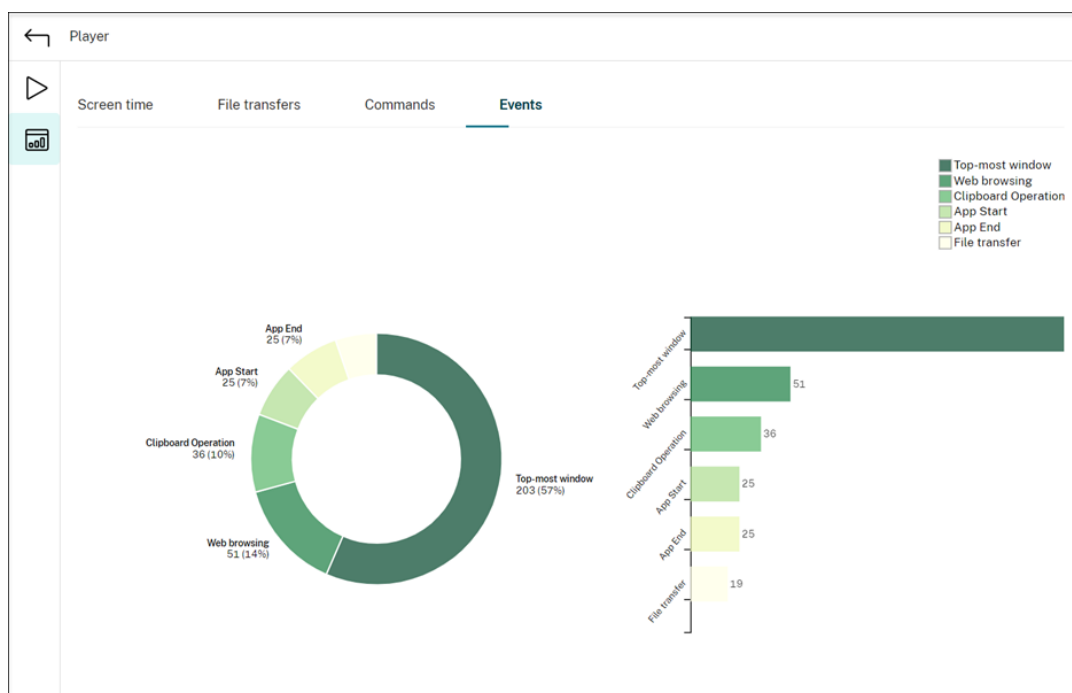 Player
Screen time
File transfers
Commands
Events
Top-most window
Web browsing
Clipboard Operation
App Start
App End
File transfer
App End
25 (7%)
App Start
25 (7%)
Clipboard Operation
36 (10%)
Web browsing
51 (14%)
Top-most window
203 (57%)
Top-most window
Web browsing
51
Clipboard Operation
36
App Start
25
App End
25
File transfer
19